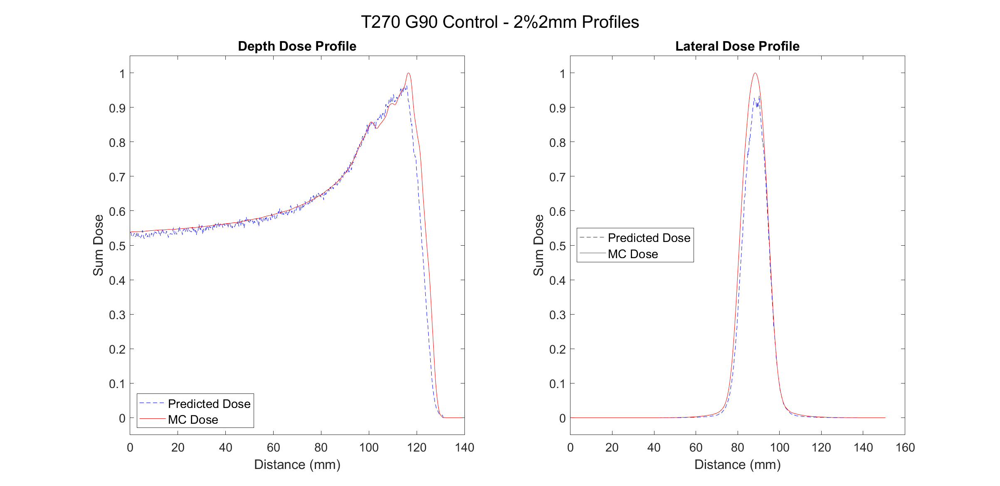 T270 G90 Control - 2%2mm Profiles
Depth Dose Profile
1
0.9
0.8
0.7
0.6
0.5
0.4
0.3
0.2
0.1
0
Sum Dose
Predicted Dose
MC Dose
0 20 40 60 80 100 120 140
Distance (mm)
Lateral Dose Profile
1
0.9
0.8
0.7
0.6
0.5
0.4
0.3
0.2
0.1
0
Sum Dose
Predicted Dose
MC Dose
0 20 40 60 80 100 120 140 160
Distance (mm)